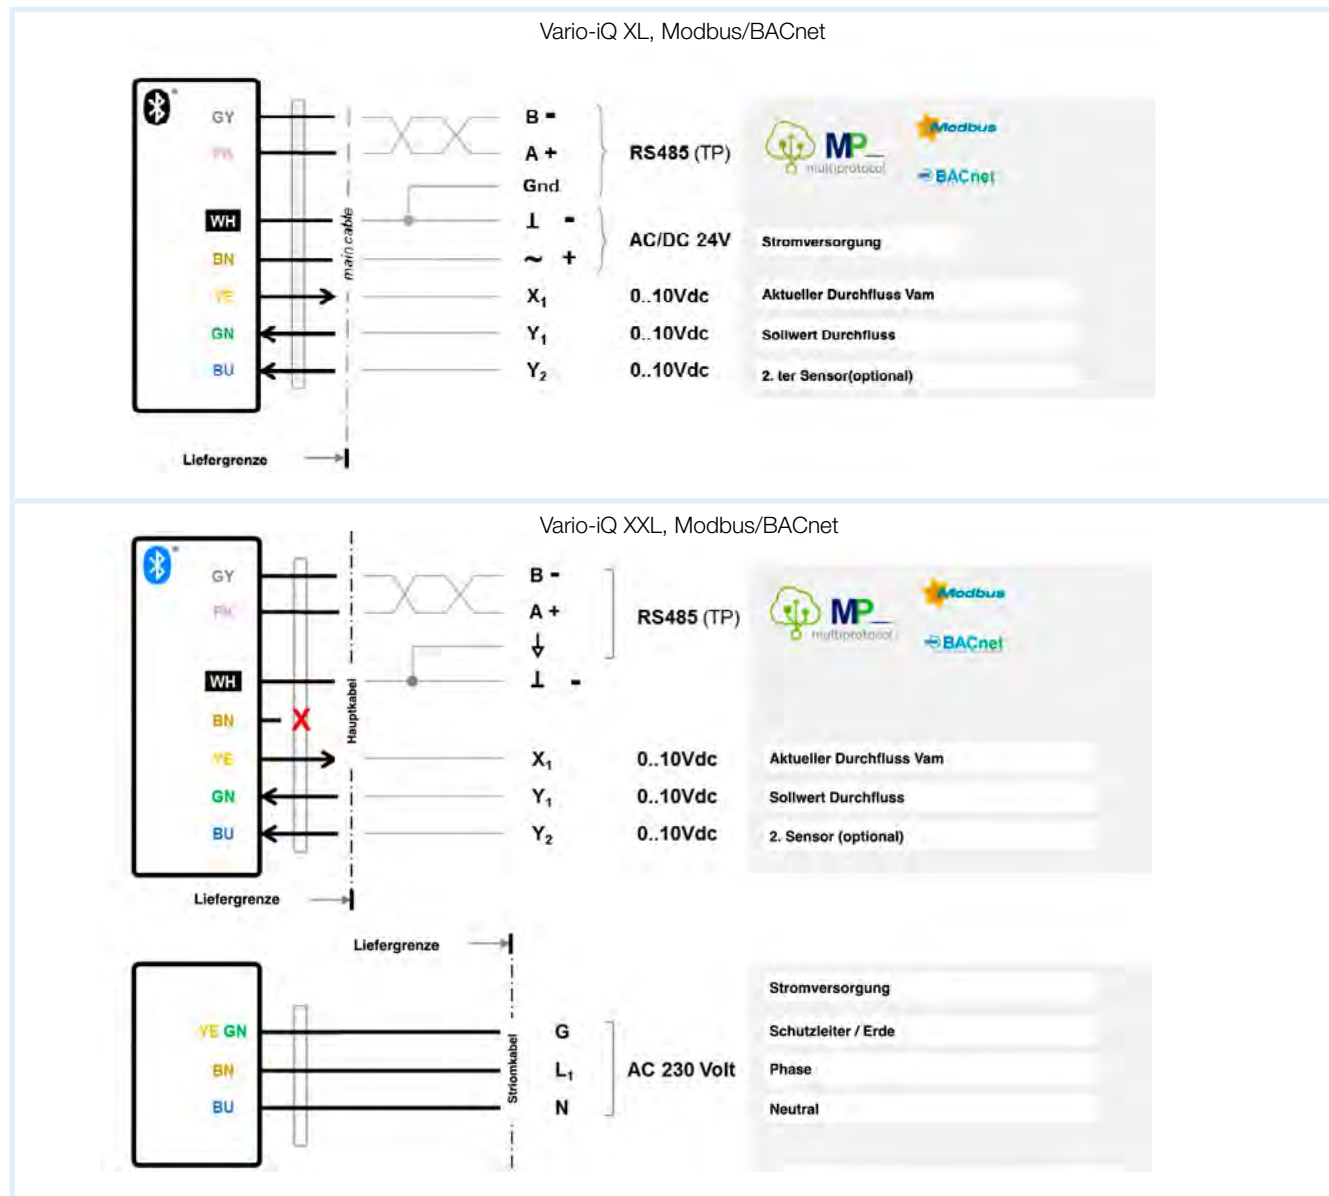 Vario-iQ XL, Modbus/BACnet
GY B - Modbus
PK A + RS485 (TP) MP_ multiprotocol BACnet
Gnd
WH ⊥ -
BN ~ + AC/DC 24V Stromversorgung
YE X1 0..10Vdc Aktueller Durchfluss Vam
GN Y1 0..10Vdc Sollwert Durchfluss
BU Y2 0..10Vdc 2. ter Sensor(optional)
main cable
Liefergrenze
Vario-iQ XXL, Modbus/BACnet
GY B - Modbus
PK A + RS485 (TP) MP_ multiprotocol BACnet
WH ⊥ -
BN X
YE X1 0..10Vdc Aktueller Durchfluss Vam
GN Y1 0..10Vdc Sollwert Durchfluss
BU Y2 0..10Vdc 2. Sensor (optional)
Hauptkabel
Liefergrenze
Liefergrenze
Stromversorgung
YE GN G Schutzleiter / Erde
BN L1 AC 230 Volt Phase
BU N Neutral
Striomkabel